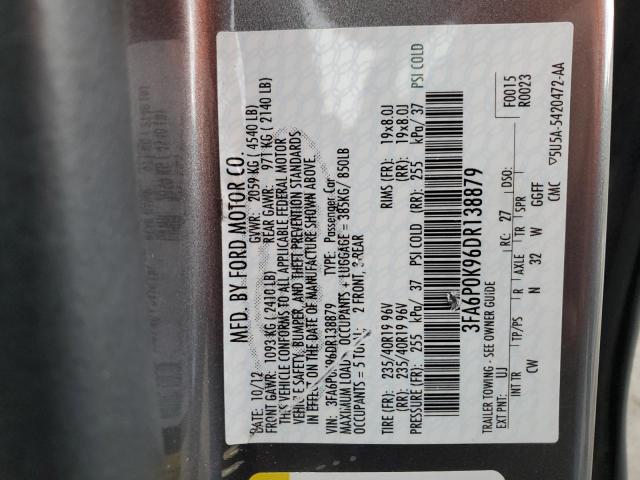 MFD. BY FORD MOTOR CO.
DATE: 10/12 GVWR: 2059 KG ( 4540 LB)
FRONT GAWR: 1093 KG ( 2410 LB) REAR GAWR: 971 KG ( 2140 LB)
THIS VEHICLE CONFORMS TO ALL APPLICABLE FEDERAL MOTOR
VEHICLE SAFETY, BUMPER, AND THEFT PREVENTION STANDARDS
IN EFFECT ON THE DATE OF MANUFACTURE SHOWN ABOVE.
VIN: 3FA6P0K96DR138879 TYPE: Passenger Car
MAXIMUM LOAD = OCCUPANTS + LUGGAGE = 385KG/ 850LB
OCCUPANTS = 5 TOTAL: 2 FRONT, 3 REAR
TIRE (FR): 235/40R19 96V RIMS (FR): 19x8.0J
(RR): 235/40R19 96V (RR): 19x8.0J
PRESSURE (FR): 255 kPa/ 37 PSI COLD (RR): 255 kPa/ 37 PSI COLD
3FA6P0K96DR138879
TRAILER TOWING - SEE OWNER GUIDE
EXT PNT: UJ RC: 27 DSO: F0015
R0023
INT TR TP/PS R AXLE TR SPR
CW N 32 W GGFF
CMC ▽5U5A-5420472-AA